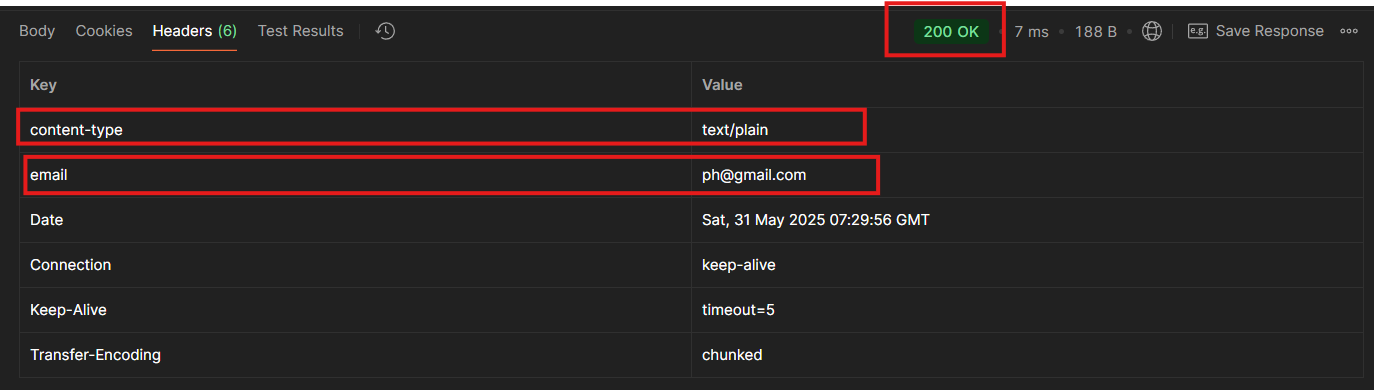 Body Cookies Headers (6) Test Results 200 OK • 7 ms • 188 B • e.g. Save Response
Key Value
content-type text/plain
email ph@gmail.com
Date Sat, 31 May 2025 07:29:56 GMT
Connection keep-alive
Keep-Alive timeout=5
Transfer-Encoding chunked